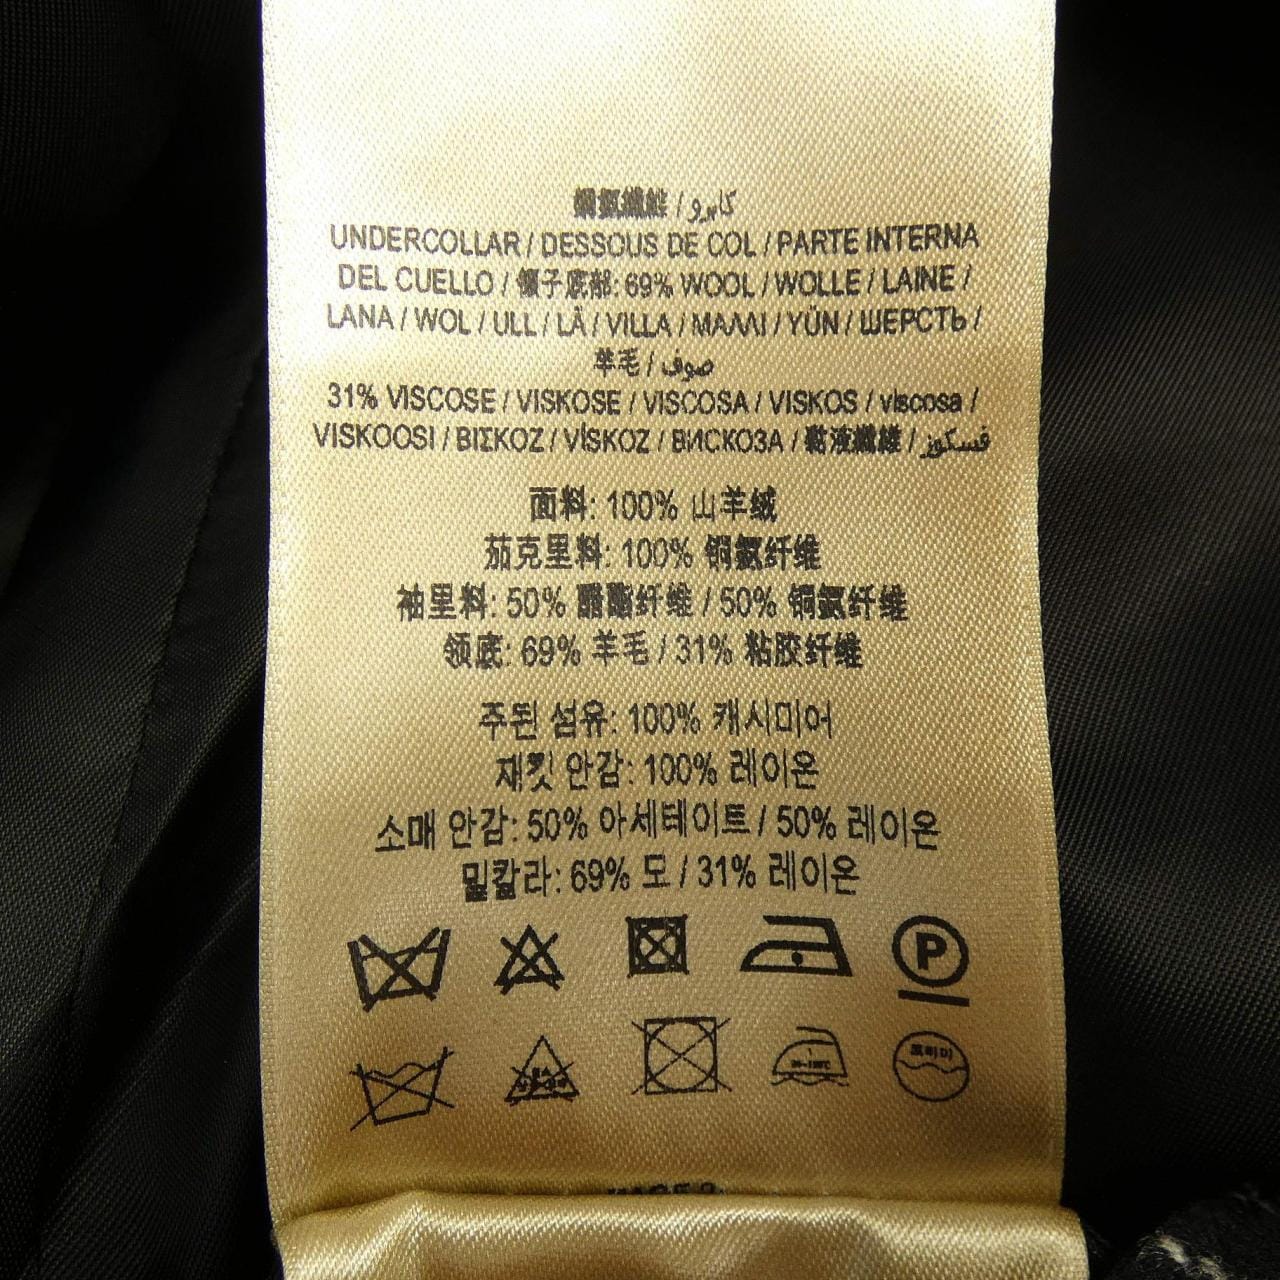 銅氨纖維 / كابرو
UNDERCOLLAR / DESSOUS DE COL / PARTE INTERNA
DEL CUELLO / 領子底部: 69% WOOL / WOLLE / LAINE /
LANA / WOL / ULL / LÃ / VILLA / ΜΑΛΛΙ / YÜN / ШЕРСТЬ /
羊毛 / صوف
31% VISCOSE / VISKOSE / VISCOSA / VISKOS / viscosa /
VISKOOSI / ΒΙΣΚΟΖ / VİSKOZ / ВИСКОЗА / 黏液纖維 / فسكوز
面料: 100% 山羊绒
茄克里料: 100% 铜氨纤维
袖里料: 50% 醋酯纤维 / 50% 铜氨纤维
领底: 69% 羊毛 / 31% 粘胶纤维
주된 섬유: 100% 캐시미어
재킷 안감: 100% 레이온
소매 안감: 50% 아세테이트 / 50% 레이온
밑칼라: 69% 모 / 31% 레이온
P